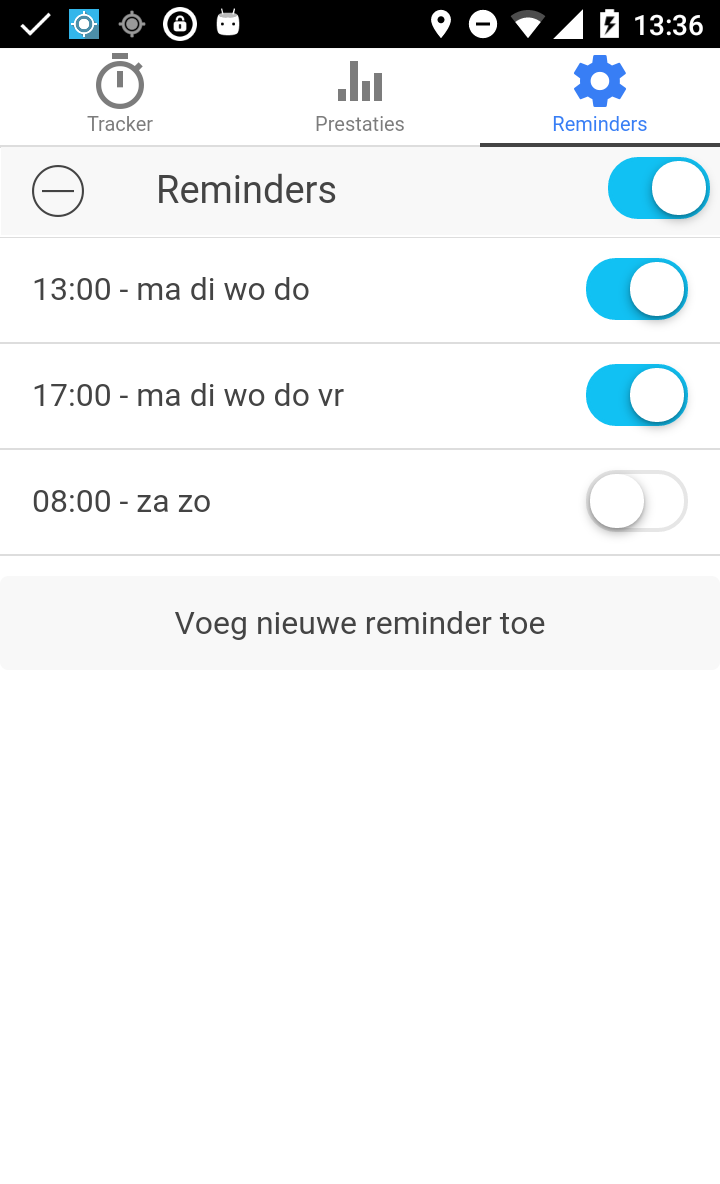 13:36
Tracker
Prestaties
Reminders
Reminders
13:00 - ma di wo do
17:00 - ma di wo do vr
08:00 - za zo
Voeg nieuwe reminder toe